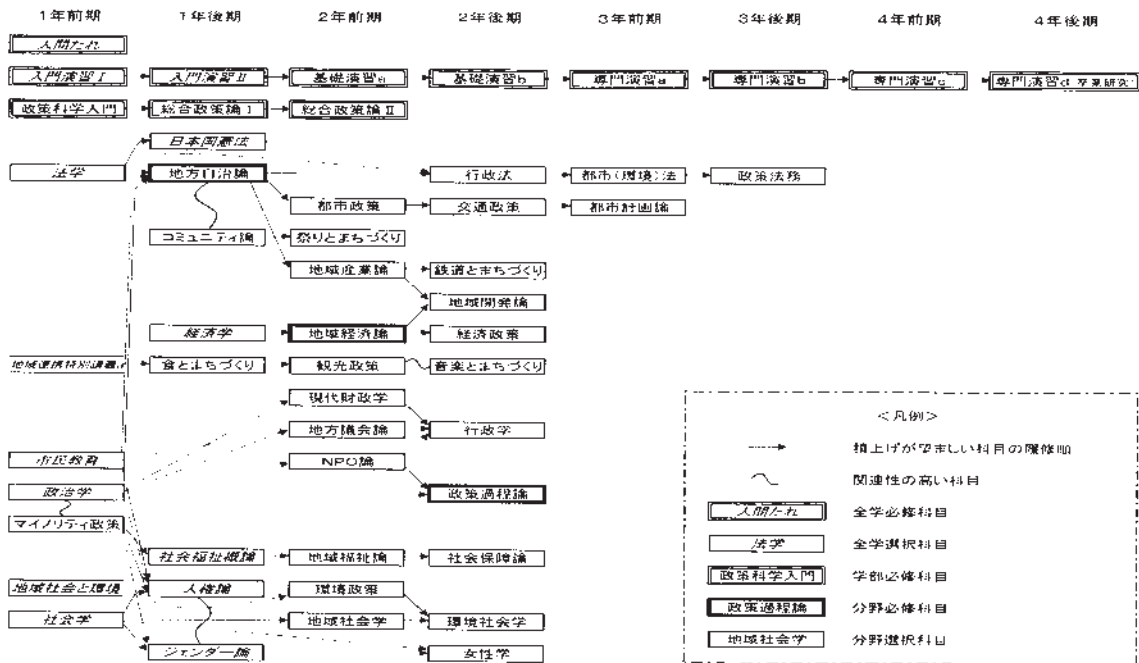 1年前期 1年後期 2年前期 2年後期 3年前期 3年後期 4年前期 4年後期
人間たれ
入門演習Ⅰ 入門演習Ⅱ 基礎演習a 基礎演習b 専門演習a 専門演習b 専門演習c 専門演習d 卒業研究
政策科学入門 総合政策論Ⅰ 総合政策論Ⅱ
日本国憲法
法学 地方自治論 行政法 都市(環境)法 政策法務
都市政策 交通政策 都市計画論
コミュニティ論 祭りとまちづくり
地域産業論 鉄道とまちづくり
地域開発論
経済学 地域経済論 経済政策
地域連携特別講義 食とまちづくり 観光政策 音楽とまちづくり
現代財政学
地方議会論 行政学
市民教育 NPO論
政治学 政策過程論
マイノリティ政策
社会福祉概論 地域福祉論 社会保障論
地域社会と環境 人権論 環境政策
社会学 地域社会学 環境社会学
ジェンダー論 女性学
<凡例>
積上げが望ましい科目の履修順
関連性の高い科目
人間たれ 全学必修科目
法学 全学選択科目
政策科学入門 学部必修科目
政策過程論 分野必修科目
地域社会学 分野選択科目